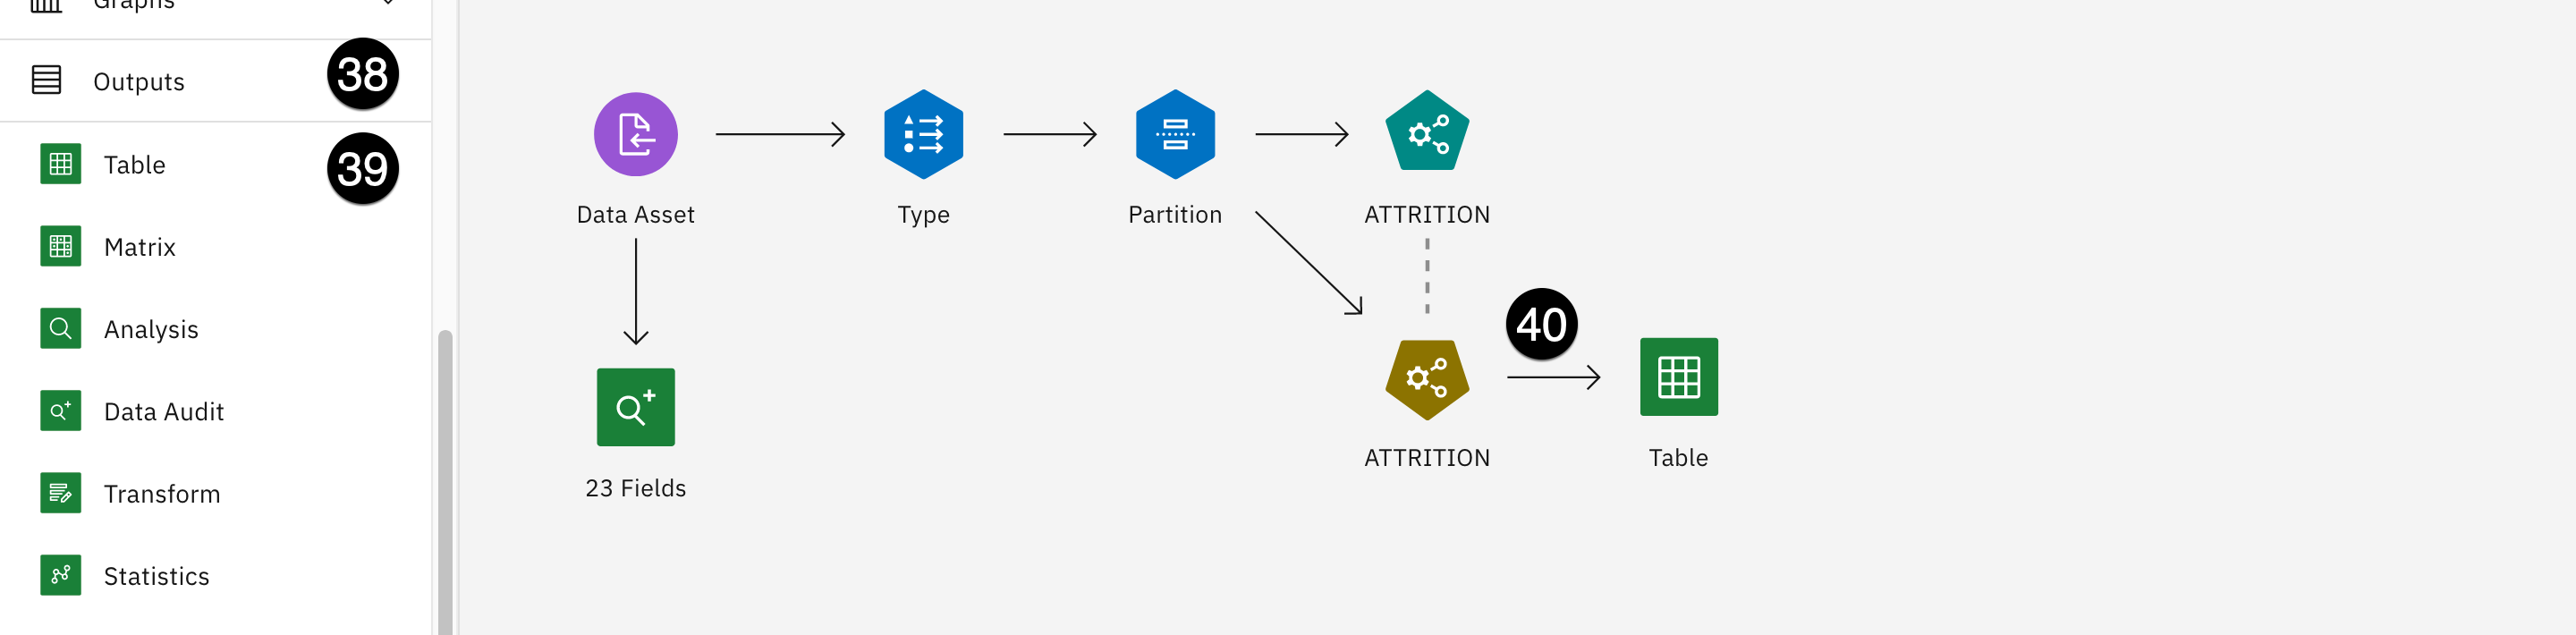 Graphs
Outputs
38
Table
39
Matrix
Analysis
Data Audit
Transform
Statistics
Data Asset
Type
Partition
ATTRITION
40
23 Fields
ATTRITION
Table